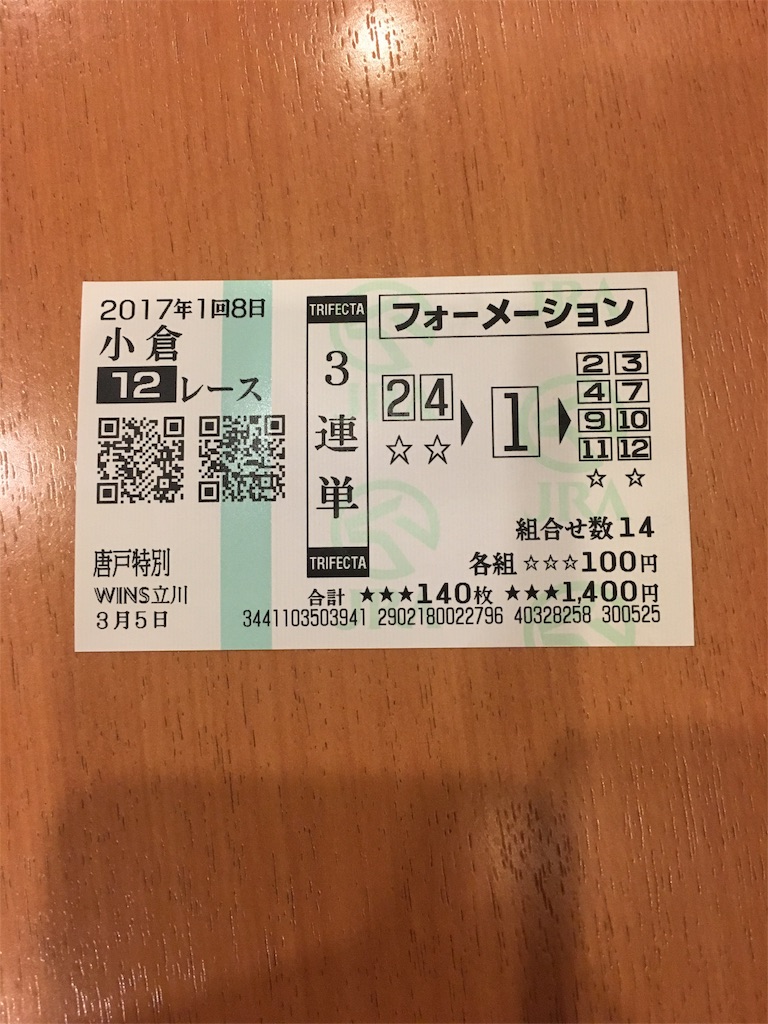 2017年1回8日
小倉
12レース
唐戸特別
WINS立川
3月5日
TRIFECTA
3連単
TRIFECTA
フォーメーション
2 4
☆ ☆
▶
1
▶
2 3
4 7
9 10
11 12
☆ ☆
組合せ数14
各組 ☆☆☆100円
合計 ★★★140枚 ★★★1,400円
3441103503941 2902180022796 40328258 300525
JRA
JRA